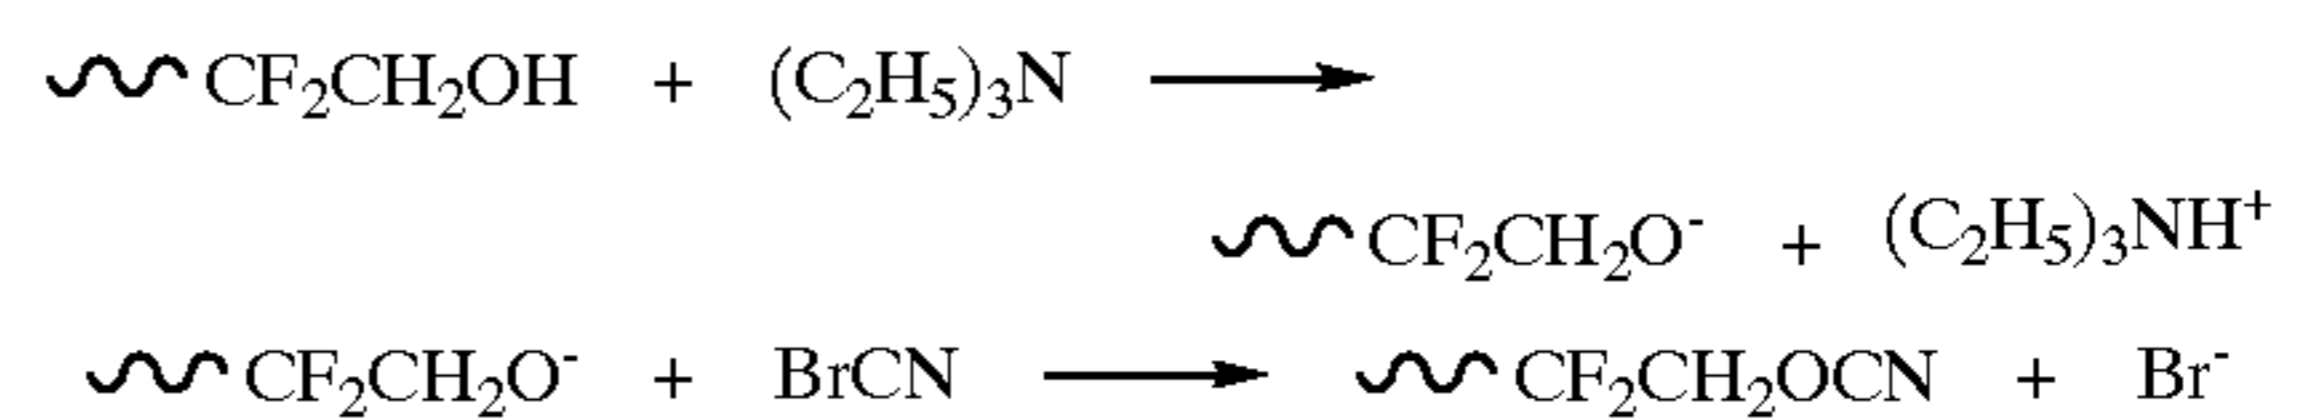 CF₂CH₂OH + (C₂H₅)₃N ⟶
CF₂CH₂O⁻ + (C₂H₅)₃NH⁺
CF₂CH₂O⁻ + BrCN ⟶ CF₂CH₂OCN + Br⁻